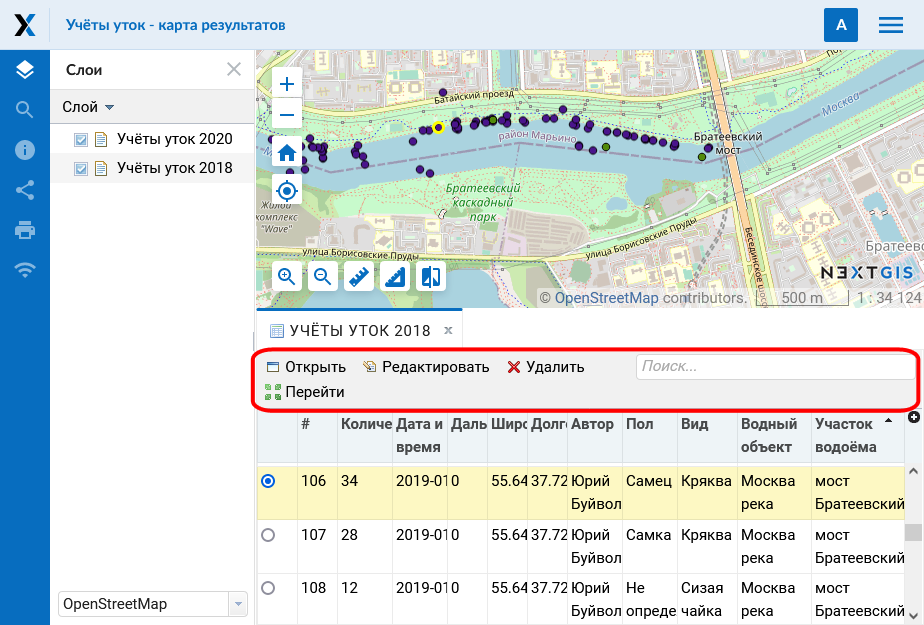 Учёты уток - карта результатов
A
Слои
Слой
Учёты уток 2020
Учёты уток 2018
OpenStreetMap
Батайский проезд
район Марьино
Москва
Братеевский
мост
Братеевский
каскадный
парк
Жилой
комплекс
"Wave"
улица Борисовские Пруды
улица Борисовские Пруды
Бесединское шоссе
Братеево
NEXTGIS
© OpenStreetMap contributors.
500 m
1 : 34 124
УЧЁТЫ УТОК 2018
Открыть Редактировать Удалить Поиск...
Перейти
# Количе Дата и время Даль Широ Долго Автор Пол Вид Водный объект Участок водоёма
106 34 2019-01 0 55.64 37.72 Юрий Буйвол Самец Кряква Москва река мост Братеевский
107 28 2019-01 0 55.64 37.72 Юрий Буйвол Самка Кряква Москва река мост Братеевский
108 12 2019-01 0 55.64 37.72 Юрий Буйвол Не опреде Сизая чайка Москва река мост Братеевский